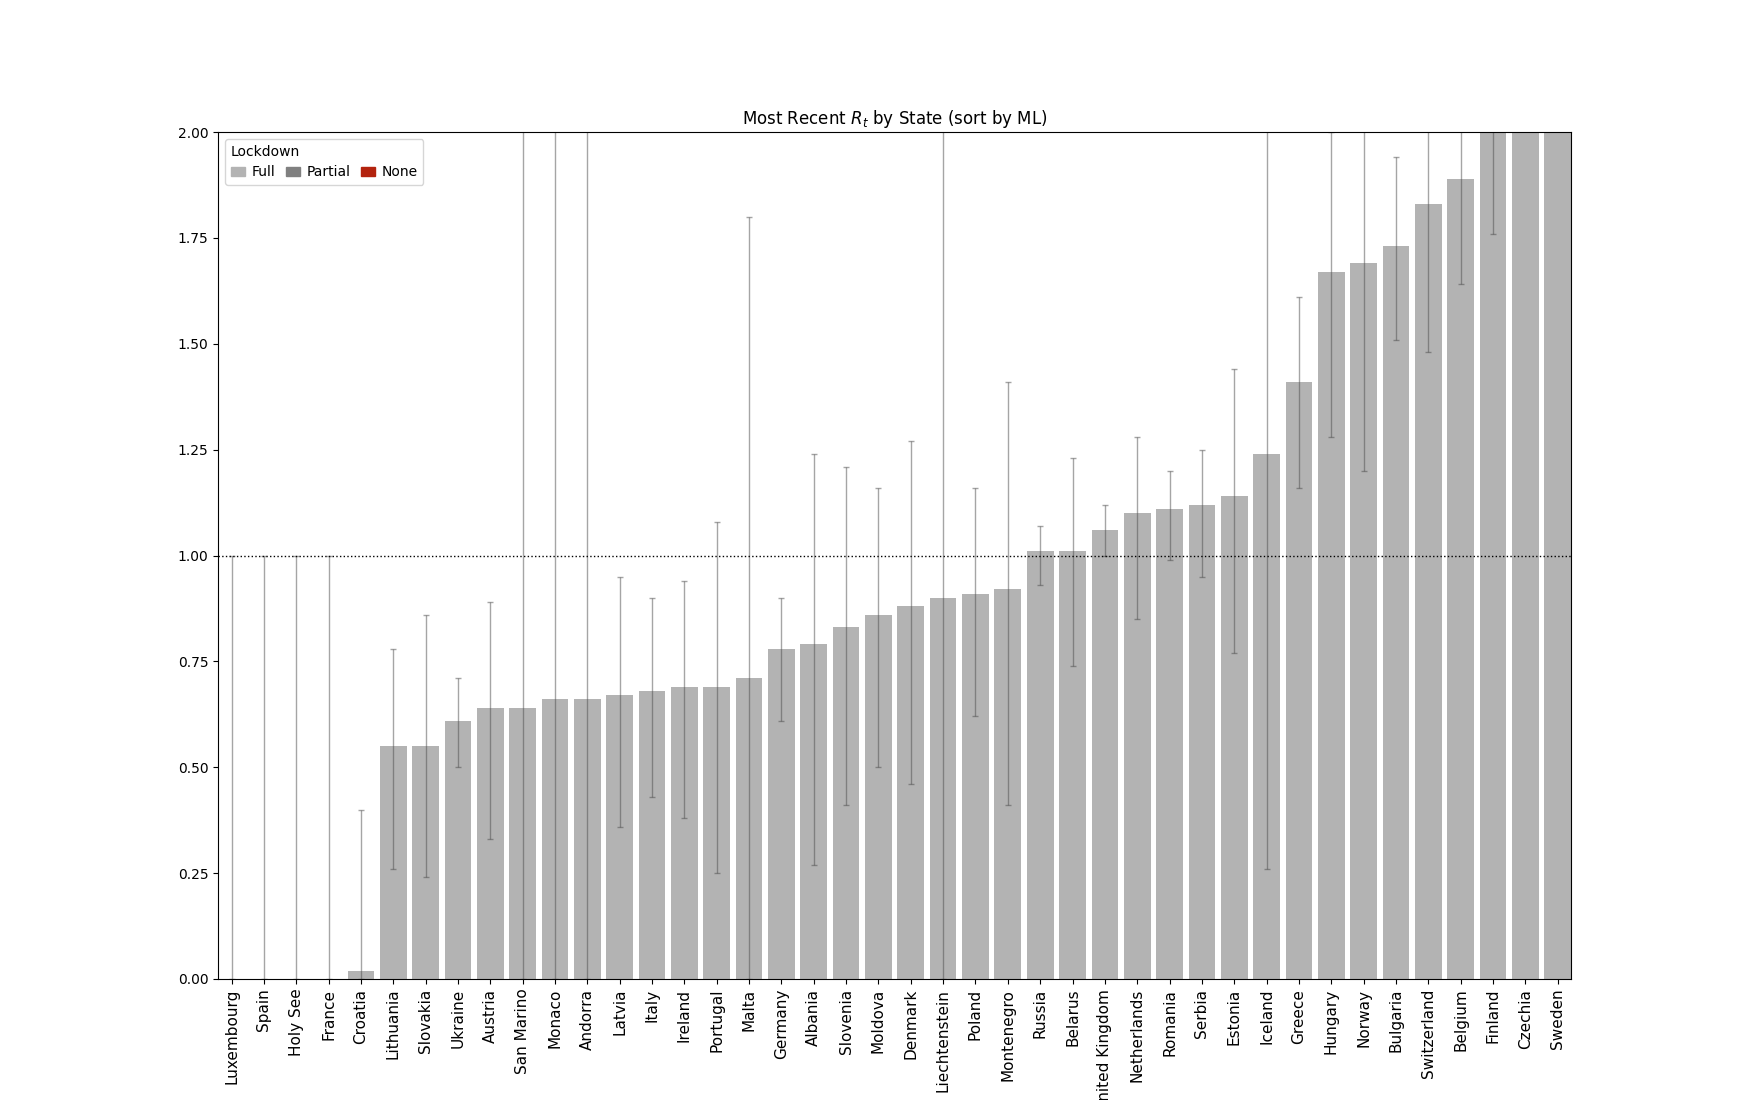 Most Recent Rt by State (sort by ML)
2.00
Lockdown
Full Partial None
1.75
1.50
1.25
1.00
0.75
0.50
0.25
0.00
Luxembourg
Spain
Holy See
France
Croatia
Lithuania
Slovakia
Ukraine
Austria
San Marino
Monaco
Andorra
Latvia
Italy
Ireland
Portugal
Malta
Germany
Albania
Slovenia
Moldova
Denmark
Liechtenstein
Poland
Montenegro
Russia
Belarus
nited Kingdom
Netherlands
Romania
Serbia
Estonia
Iceland
Greece
Hungary
Norway
Bulgaria
Switzerland
Belgium
Finland
Czechia
Sweden